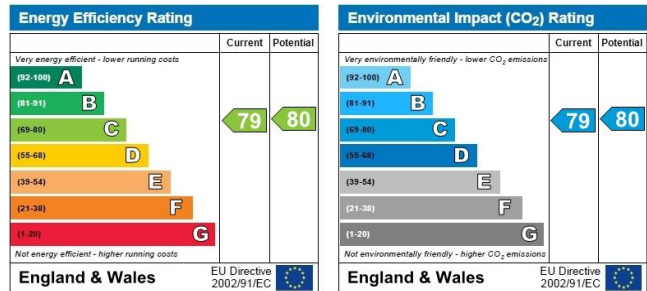 Energy Efficiency Rating
Current Potential
Very energy efficient - lower running costs
(92-100) A
(81-91) B
(69-80) C
79 80
(55-68) D
(39-54) E
(21-38) F
(1-20) G
Not energy efficient - higher running costs
England & Wales
EU Directive
2002/91/EC
Environmental Impact (CO2) Rating
Current Potential
Very environmentally friendly - lower CO2 emissions
(92-100) A
(81-91) B
(69-80) C
79 80
(55-68) D
(39-54) E
(21-38) F
(1-20) G
Not environmentally friendly - higher CO2 emissions
England & Wales
EU Directive
2002/91/EC